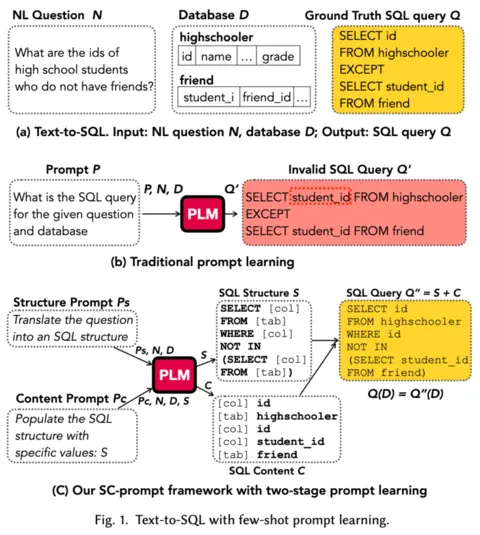 NL Question N
Database D
Ground Truth SQL query Q
What are the ids of
high school students
who do not have friends?
highschooler
id name ... grade
friend
student_i friend_id ...
SELECT id
FROM highschooler
EXCEPT
SELECT student_id
FROM friend
(a) Text-to-SQL. Input: NL question N, database D; Output: SQL query Q
Prompt P
What is the SQL query
for the given question
and database
P, N, D
PLM
Q'
Invalid SQL Query Q'
SELECT student_id FROM highschooler
EXCEPT
SELECT student_id FROM friend
(b) Traditional prompt learning
Structure Prompt Ps
Translate the question
into an SQL structure
Content Prompt Pc
Populate the SQL
structure with
specific values: S
Ps, N, D
PLM
Pc, N, D, S
S
C
SQL Structure S
SELECT [col]
FROM [tab]
WHERE [col]
NOT IN
(SELECT [col]
FROM [tab])
[col] id
[tab] highschooler
[col] id
[col] student_id
[tab] friend
SQL Content C
SQL Query Q" = S + C
SELECT id
FROM highschooler
WHERE id
NOT IN
(SELECT student_id
FROM friend)
Q(D) = Q"(D)
(C) Our SC-prompt framework with two-stage prompt learning
Fig. 1. Text-to-SQL with few-shot prompt learning.